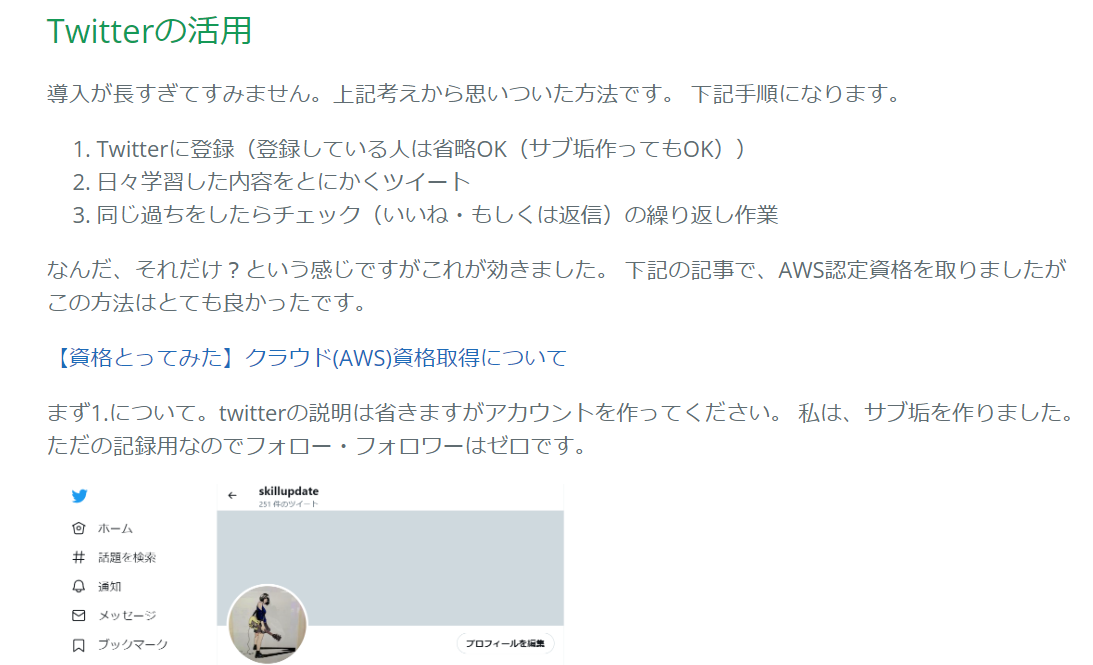 Twitterの活用
導入が長すぎてすみません。上記考えから思いついた方法です。 下記手順になります。
1. Twitterに登録（登録している人は省略OK（サブ垢作ってもOK））
2. 日々学習した内容をとにかくツイート
3. 同じ過ちをしたらチェック（いいね・もしくは返信）の繰り返し作業
なんだ、それだけ？という感じですがこれが効きました。 下記の記事で、AWS認定資格を取りましたが
この方法はとても良かったです。
【資格とってみた】クラウド(AWS)資格取得について
まず1.について。twitterの説明は省きますがアカウントを作ってください。 私は、サブ垢を作りました。
ただの記録用なのでフォロー・フォロワーはゼロです。
skillupdate
251 件のツイート
ホーム
話題を検索
通知
メッセージ
ブックマーク
プロフィールを編集